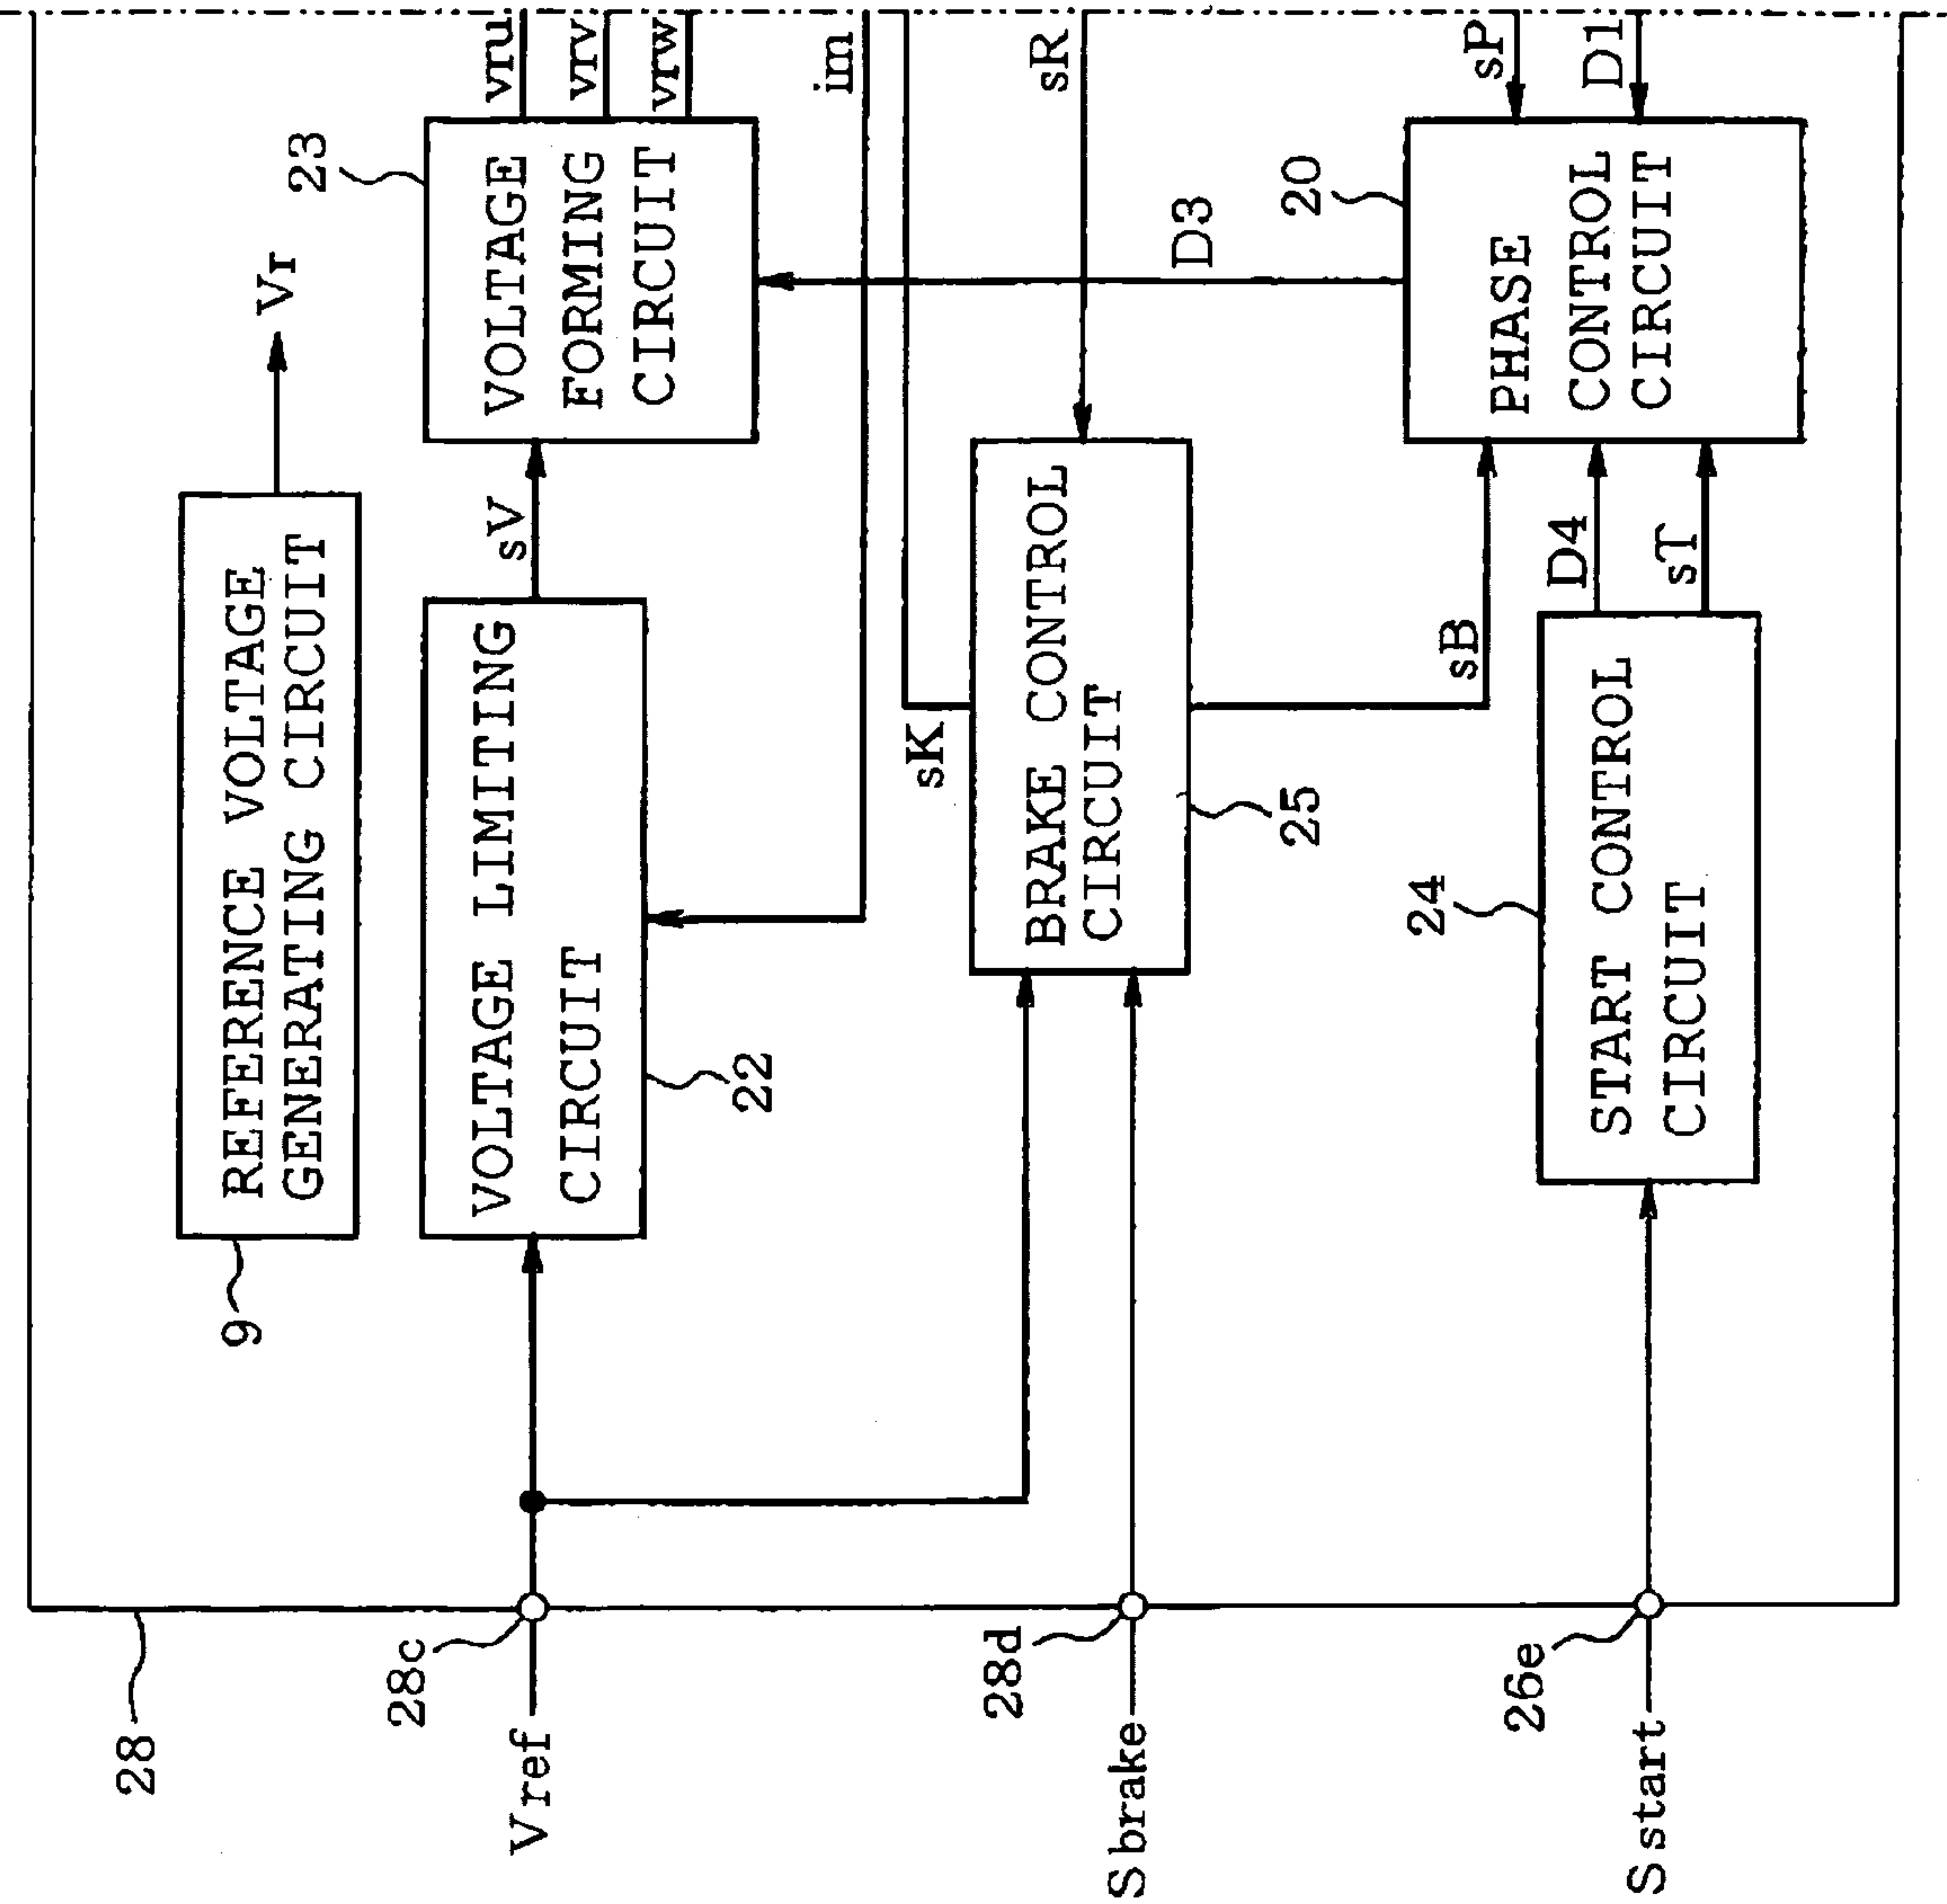 28
9
REFERENCE VOLTAGE
GENERATING CIRCUIT
Vr
23
Vref
28c
VOLTAGE LIMITING
CIRCUIT
22
sV
VOLTAGE
FORMING
CIRCUIT
vru
vrv
vrw
im
sK
sR
Sbrake
28d
BRAKE CONTROL
CIRCUIT
25
D3
sB
20
Sstart
26e
24
START CONTROL
CIRCUIT
D4
sT
PHASE
CONTROL
CIRCUIT
sP
D1